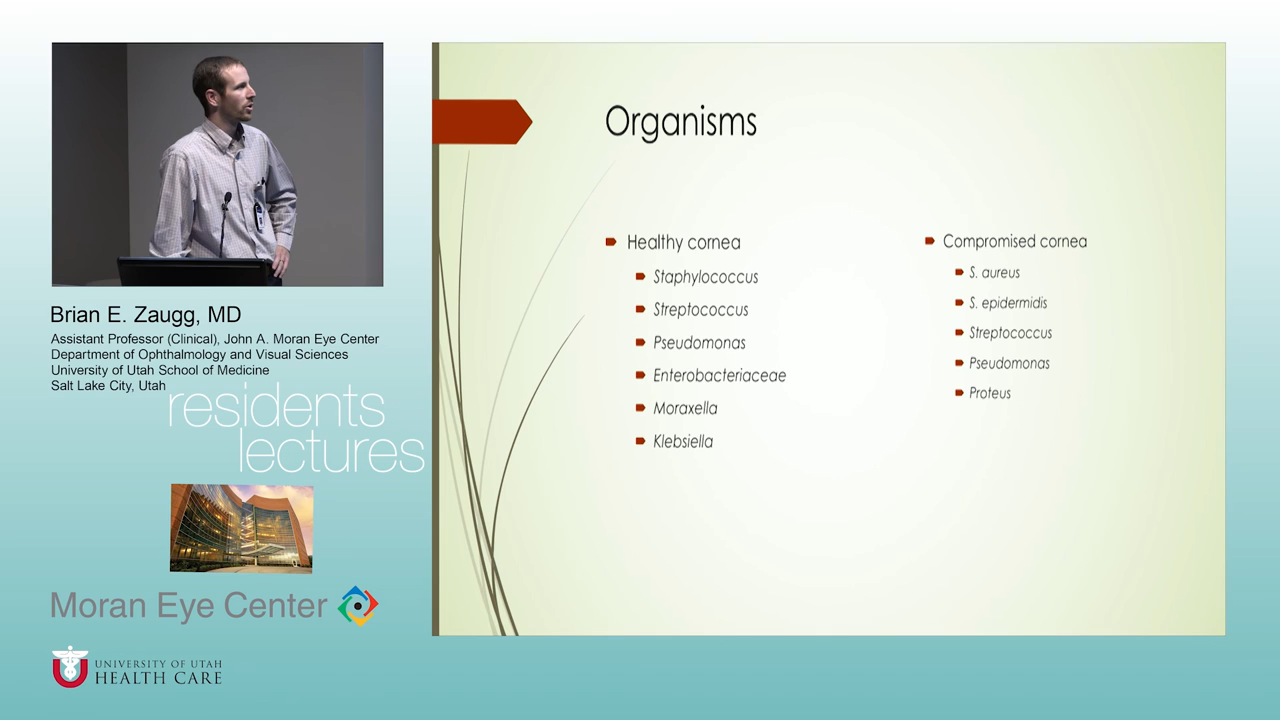 Organisms
Healthy cornea
Staphylococcus
Streptococcus
Pseudomonas
Enterobacteriaceae
Moraxella
Klebsiella
Compromised cornea
S. aureus
S. epidermidis
Streptococcus
Pseudomonas
Proteus
Brian E. Zaugg, MD
Assistant Professor (Clinical), John A. Moran Eye Center
Department of Ophthalmology and Visual Sciences
University of Utah School of Medicine
Salt Lake City, Utah
residents
lectures
Moran Eye Center
UNIVERSITY OF UTAH
HEALTH CARE